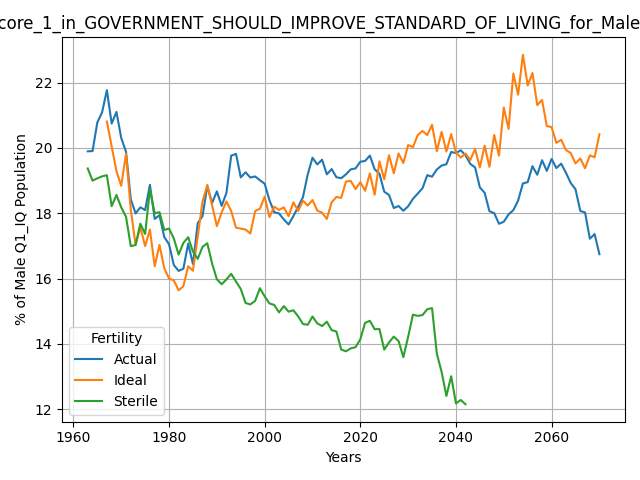 core_1_in_GOVERNMENT_SHOULD_IMPROVE_STANDARD_OF_LIVING_for_Male
% of Male Q1_IQ Population
22
20
18
16
14
12
Fertility
Actual
Ideal
Sterile
1960 1980 2000 2020 2040 2060
Years